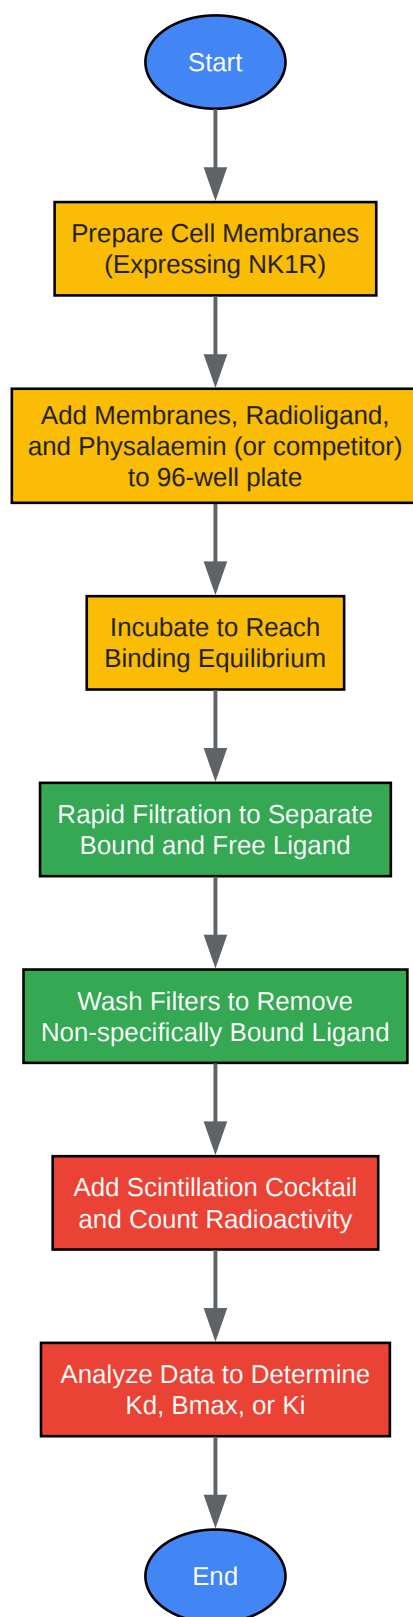 Start
Prepare Cell Membranes
(Expressing NK1R)
Add Membranes, Radioligand,
and Physalaemin (or competitor)
to 96-well plate
Incubate to Reach
Binding Equilibrium
Rapid Filtration to Separate
Bound and Free Ligand
Wash Filters to Remove
Non-specifically Bound Ligand
Add Scintillation Cocktail
and Count Radioactivity
Analyze Data to Determine
Kd, Bmax, or Ki
End